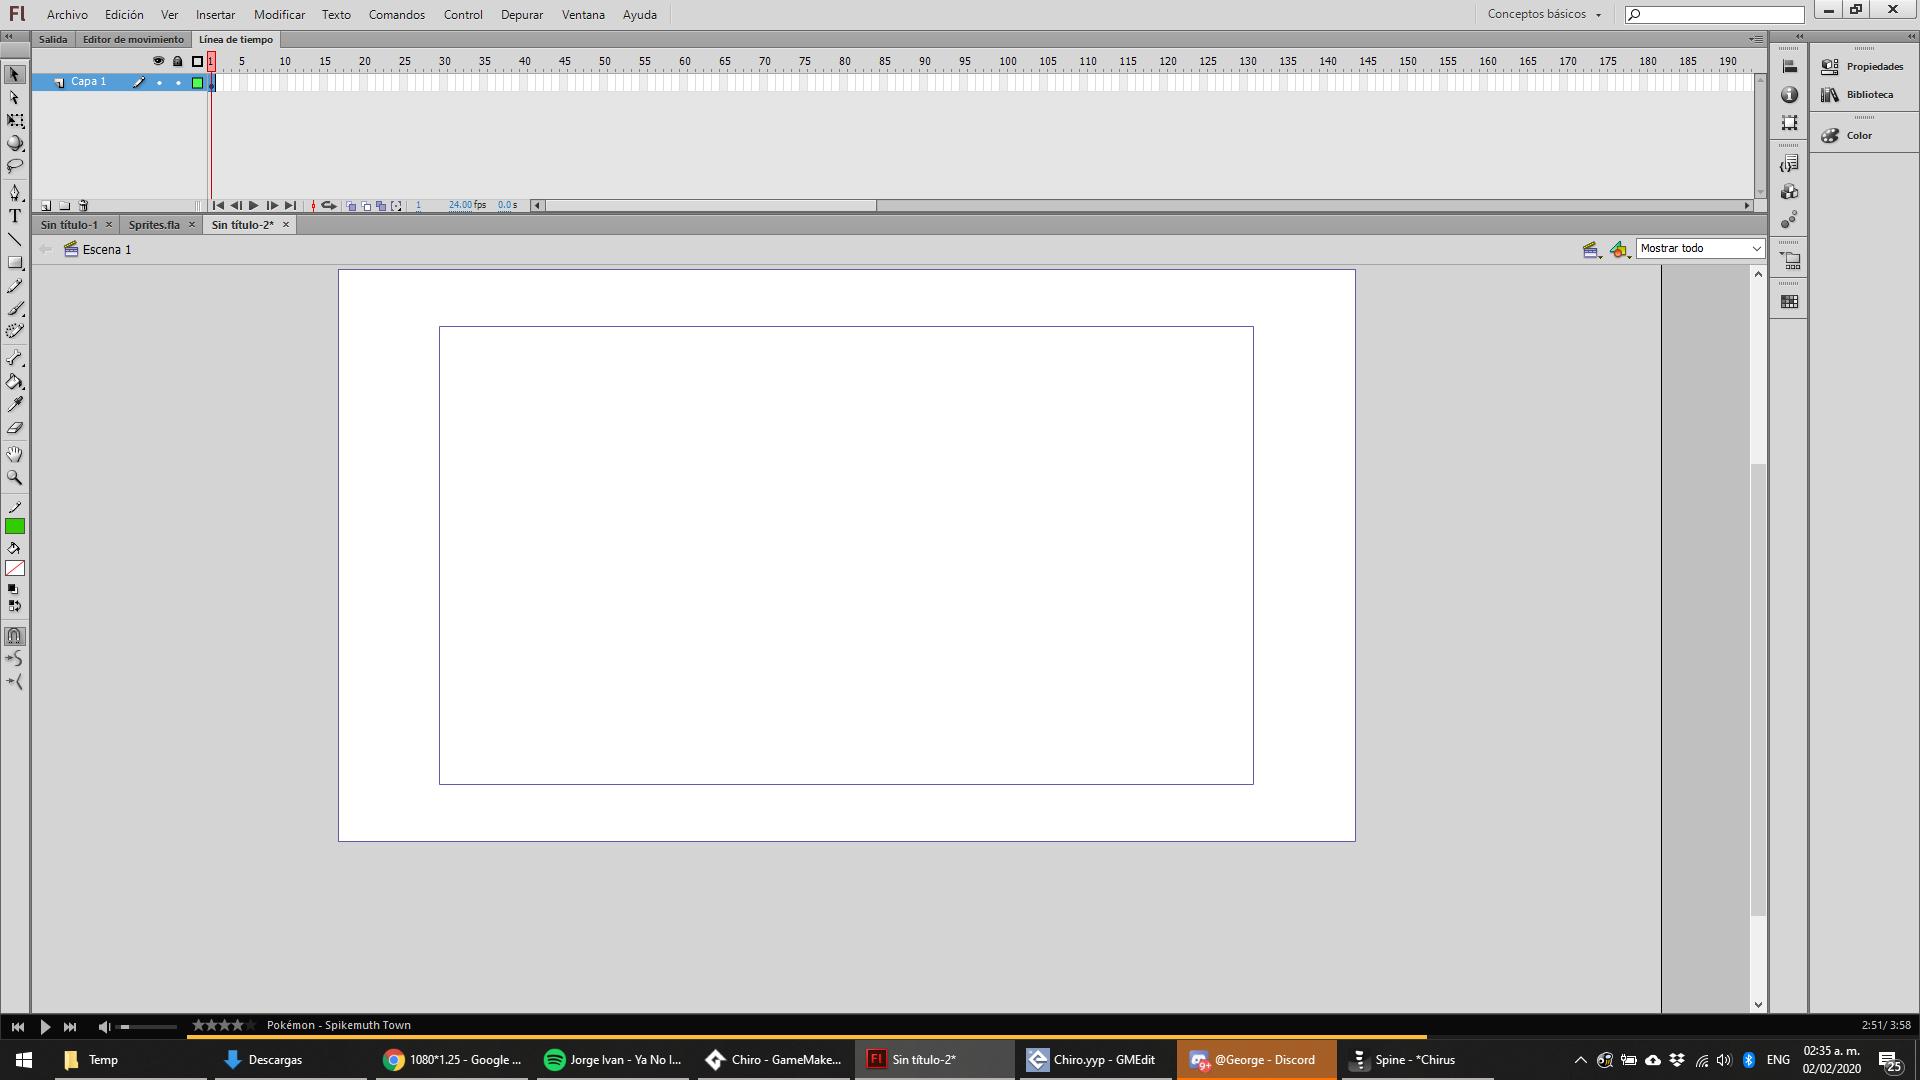 Fl Archivo Edición Ver Insertar Modificar Texto Comandos Control Depurar Ventana Ayuda Conceptos básicos
Salida Editor de movimiento Línea de tiempo
1 5 10 15 20 25 30 35 40 45 50 55 60 65 70 75 80 85 90 95 100 105 110 115 120 125 130 135 140 145 150 155 160 165 170 175 180 185 190
Capa 1
1 24.00 fps 0.0 s
Sin título-1 Sprites.fla Sin título-2*
Escena 1 Mostrar todo
Propiedades
Biblioteca
Color
T
Pokémon - Spikemuth Town 2:51/ 3:58
Temp Descargas 1080*1.25 - Google ... Jorge Ivan - Ya No I... Chiro - GameMake... Fl Sin título-2* Chiro.yyp - GMEdit 9+ @George - Discord Spine - *Chirus ENG 02:35 a. m.
02/02/2020 25